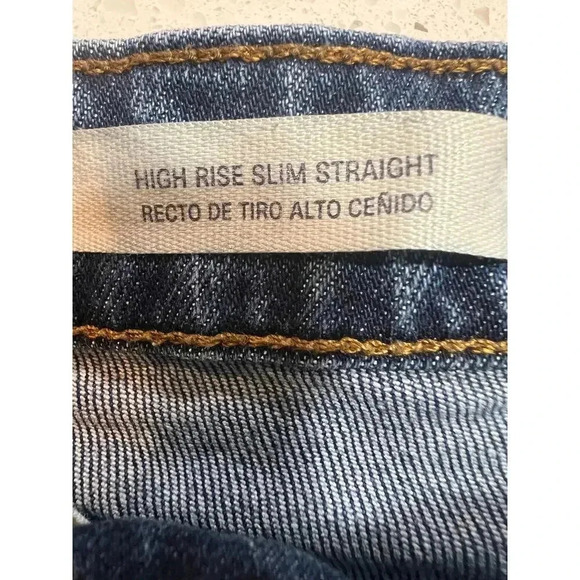 HIGH RISE SLIM STRAIGHT
RECTO DE TIRO ALTO CEÑIDO